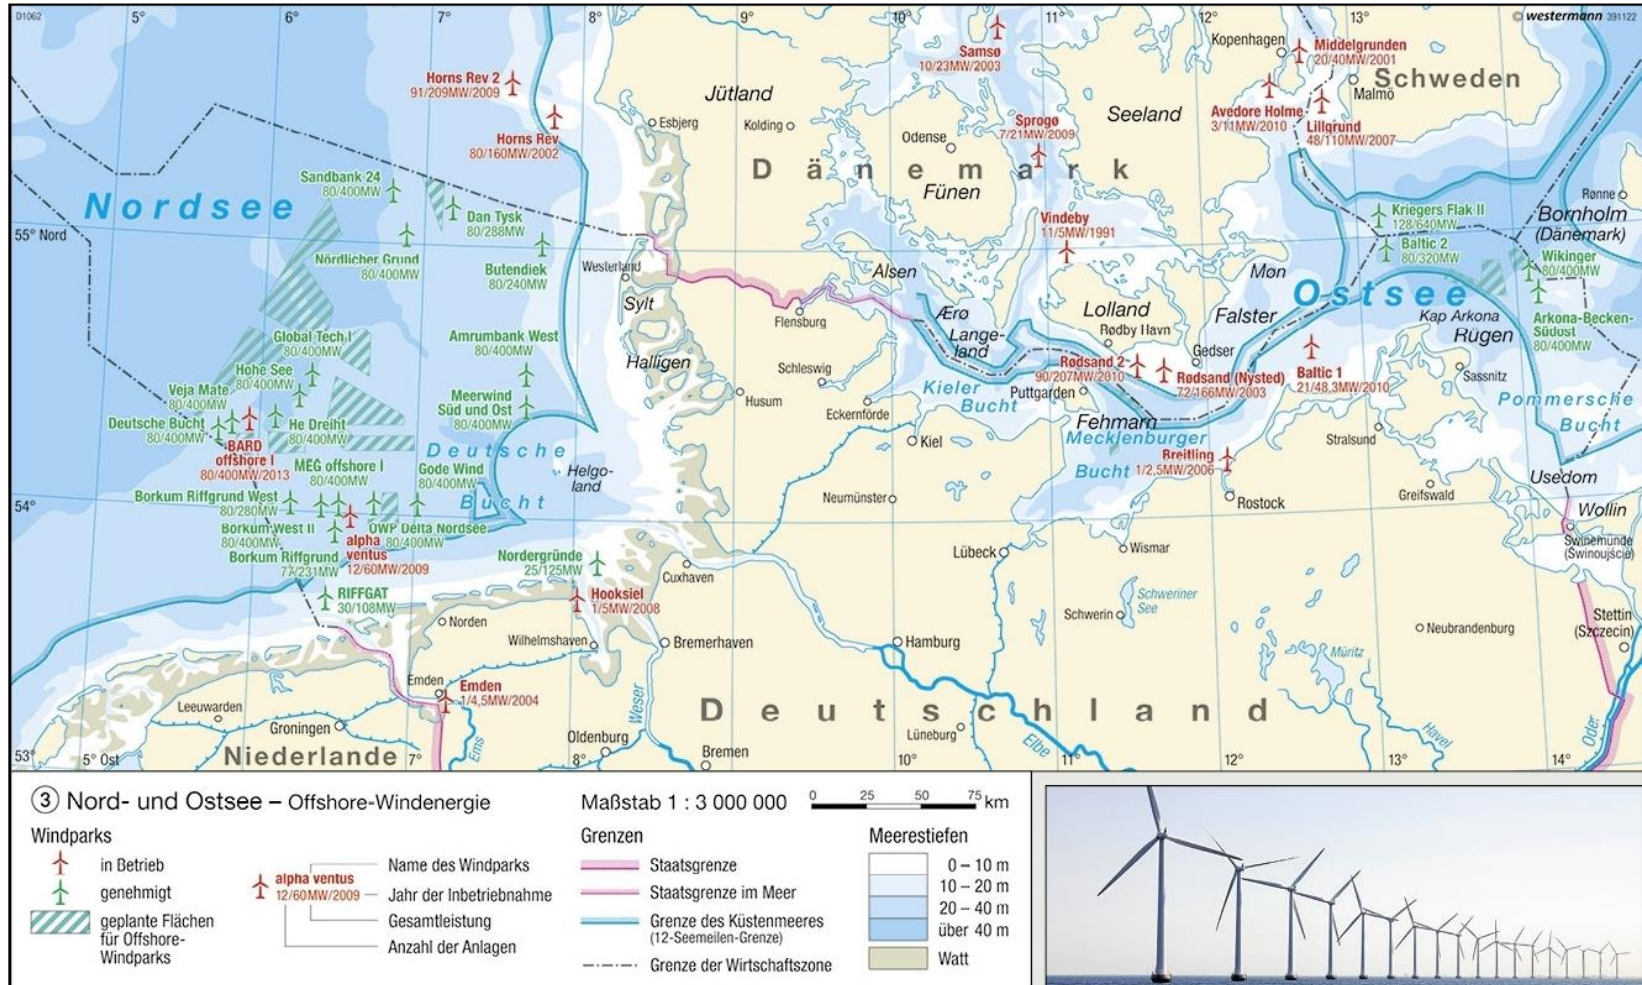 D1062
5°
6°
7°
8°
9°
10°
11°
12°
13°
© westermann 391122
Horns Rev 2
91/209MW/2009
Horns Rev
80/160MW/2002
Esbjerg
Jütland
Kolding
Samsø
10/23MW/2003
Sprogø
7/21MW/2009
Odense
Fünen
Dänemark
Seeland
Kopenhagen
Middelgrunden
20/40MW/2001
Malmö
Schweden
Avedore Holme
3/11MW/2010
Lillgrund
48/110MW/2007
Nordsee
55° Nord
Sandbank 24
80/400MW
Dan Tysk
80/288MW
Nördlicher Grund
80/400MW
Butendiek
80/240MW
Westerland
Sylt
Vindeby
11/5MW/1991
Kriegers Flak II
128/640MW
Baltic 2
80/320MW
Rønne
Bornholm
(Dänemark)
Wikinger
80/400MW
Arkona-Becken-
Südost
80/400MW
Alsen
Ærø
Lange-
land
Lolland
Rødby Havn
Møn
Falster
Gedser
Ostsee
Kap Arkona
Rügen
Sassnitz
Flensburg
Global Tech I
80/400MW
Amrumbank West
80/400MW
Halligen
Schleswig
Husum
Eckernförde
Kieler
Bucht
Rødsand 2
90/207MW/2010
Rødsand (Nysted)
72/166MW/2003
Puttgarden
Fehmarn
Baltic 1
21/48,3MW/2010
Pommersche
Bucht
Hohe See
80/400MW
Veja Mate
80/400MW
Deutsche Bucht
80/400MW
He Dreiht
80/400MW
Meerwind
Süd und Ost
80/400MW
BARD
offshore I
80/400MW/2013
MEG offshore I
80/400MW
Gode Wind
80/400MW
Deutsche
Bucht
Helgo-
land
Kiel
Mecklenburger
Bucht
Breitling
1/2,5MW/2006
Stralsund
Greifswald
Usedom
Wollin
Swinemünde
(Świnoujście)
54°
Borkum Riffgrund West
80/280MW
Borkum West II
80/400MW
Borkum Riffgrund
77/231MW
OWP Delta Nordsee
80/400MW
alpha
ventus
12/60MW/2009
Nordergründe
25/125MW
Neumünster
Rostock
Lübeck
Wismar
Cuxhaven
RIFFGAT
30/108MW
Hooksiel
1/5MW/2008
Norden
Wilhelmshaven
Bremerhaven
Hamburg
Schwerin
Schweriner
See
Neubrandenburg
Stettin
(Szczecin)
Müritz
Emden
Emden
1/4,5MW/2004
Leeuwarden
Groningen
Niederlande
Ems
Oldenburg
Weser
Bremen
Deutschland
Lüneburg
Elbe
Havel
Oder
53°
5° Ost
7°
8°
10°
11°
12°
13°
14°
3 Nord- und Ostsee – Offshore-Windenergie
Maßstab 1 : 3 000 000
0 25 50 75 km
Windparks
in Betrieb
genehmigt
geplante Flächen
für Offshore-
Windparks
alpha ventus
12/60MW/2009
Name des Windparks
Jahr der Inbetriebnahme
Gesamtleistung
Anzahl der Anlagen
Grenzen
Staatsgrenze
Staatsgrenze im Meer
Grenze des Küstenmeeres
(12-Seemeilen-Grenze)
Grenze der Wirtschaftszone
Meerestiefen
0 – 10 m
10 – 20 m
20 – 40 m
über 40 m
Watt